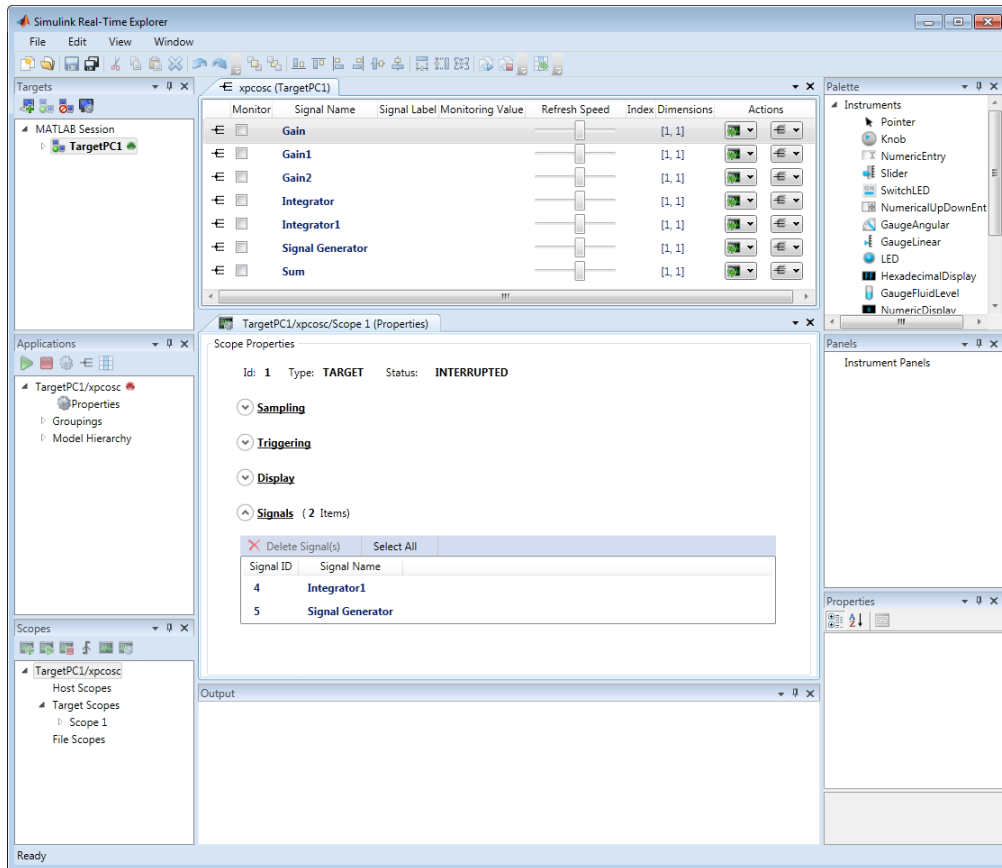 Simulink Real-Time Explorer
File Edit View Window
Targets
MATLAB Session
TargetPC1
xpcosc (TargetPC1)
Monitor Signal Name Signal Label Monitoring Value Refresh Speed Index Dimensions Actions
Gain [1, 1]
Gain1 [1, 1]
Gain2 [1, 1]
Integrator [1, 1]
Integrator1 [1, 1]
Signal Generator [1, 1]
Sum [1, 1]
Palette
Instruments
Pointer
Knob
NumericEntry
Slider
SwitchLED
NumericalUpDownEnt
GaugeAngular
GaugeLinear
LED
HexadecimalDisplay
GaugeFluidLevel
NumericDisplay
Applications
TargetPC1/xpcosc
Properties
Groupings
Model Hierarchy
TargetPC1/xpcosc/Scope 1 (Properties)
Scope Properties
Id: 1 Type: TARGET Status: INTERRUPTED
Sampling
Triggering
Display
Signals ( 2 Items)
Delete Signal(s) Select All
Signal ID Signal Name
4 Integrator1
5 Signal Generator
Panels
Instrument Panels
Properties
Scopes
TargetPC1/xpcosc
Host Scopes
Target Scopes
Scope 1
File Scopes
Output
Ready